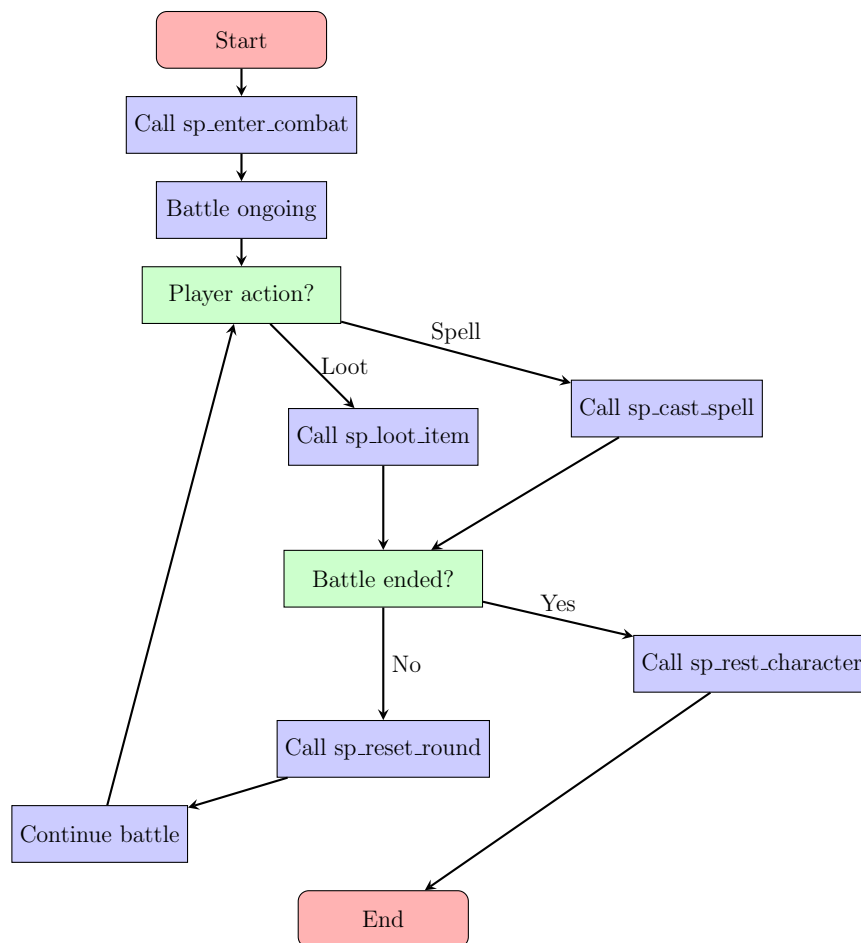 Start
Call sp_enter_combat
Battle ongoing
Player action?
Spell
Loot
Call sp_cast_spell
Call sp_loot_item
Battle ended?
Yes
No
Call sp_rest_character
Call sp_reset_round
Continue battle
End